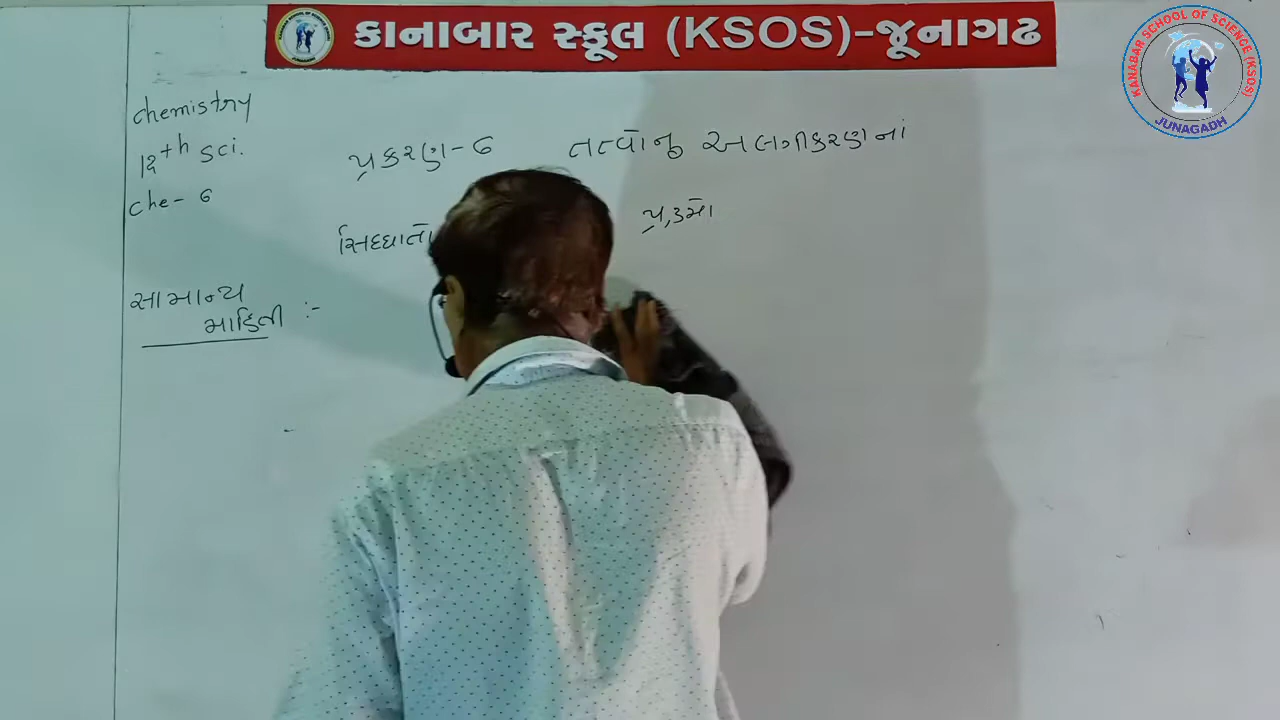 કાનાબાર સ્કૂલ (KSOS)-જૂનાગઢ
KANABAR SCHOOL OF SCIENCE (KSOS)
JUNAGADH
chemistry
12th sci.
che- 6
પ્રકરણ-૬ તત્વોનું અલગીકરણનાં
સિધ્ધાંતો પ્રક્રમો
સામાન્ય
માહિતી :-